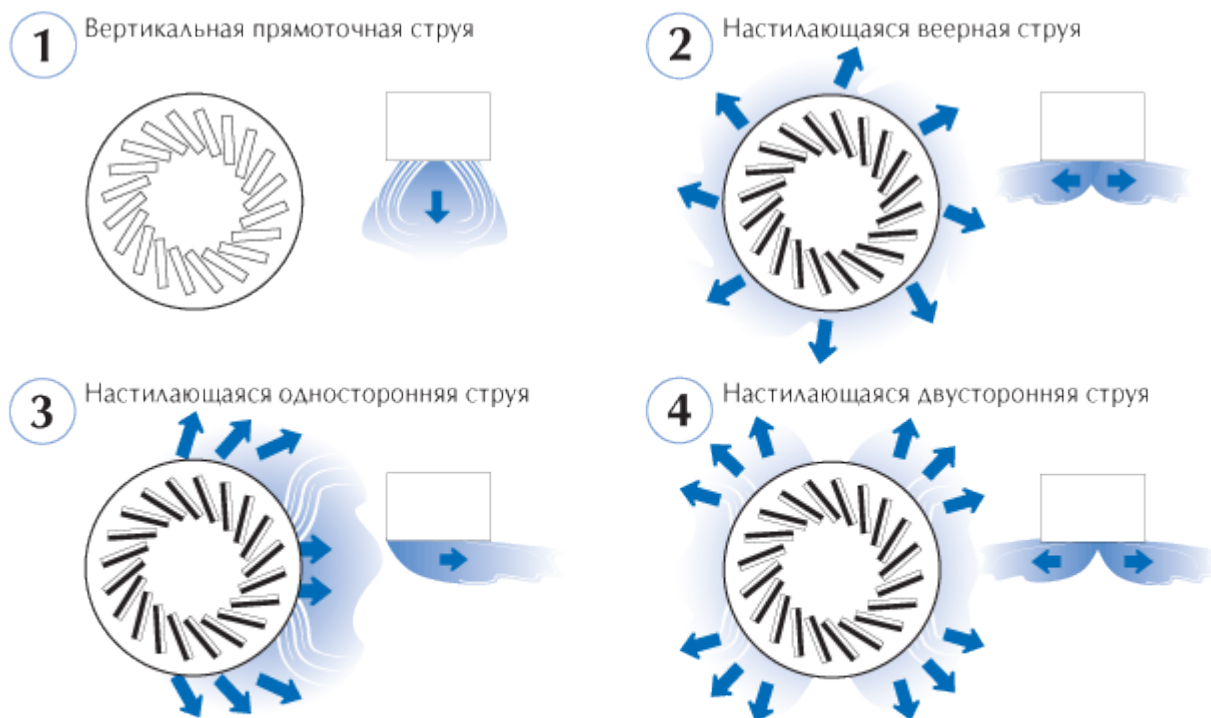 1 Вертикальная прямоточная струя
2 Настилающаяся веерная струя
3 Настилающаяся односторонняя струя
4 Настилающаяся двусторонняя струя